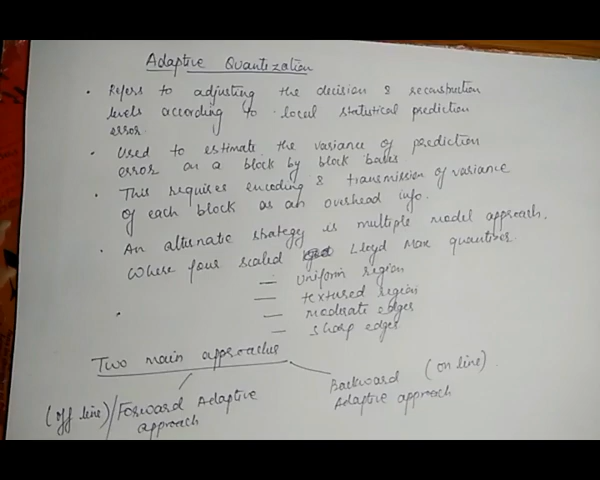 Adaptive Quantization
• Refers to adjusting the decision & reconstruction
levels according to local statistical prediction
error.
• Used to estimate the variance of prediction
error on a block by block basis
• This requires encoding & transmission of variance
of each block as an overhead info.
• An alternate strategy is multiple model approach.
Where four scaled Lloyd Max quantizers.
— Uniform region
— textured region
— moderate edges
— sharp edges
Two main approaches
(off line) / Forward Adaptive
approach
Backward (on line)
Adaptive approach